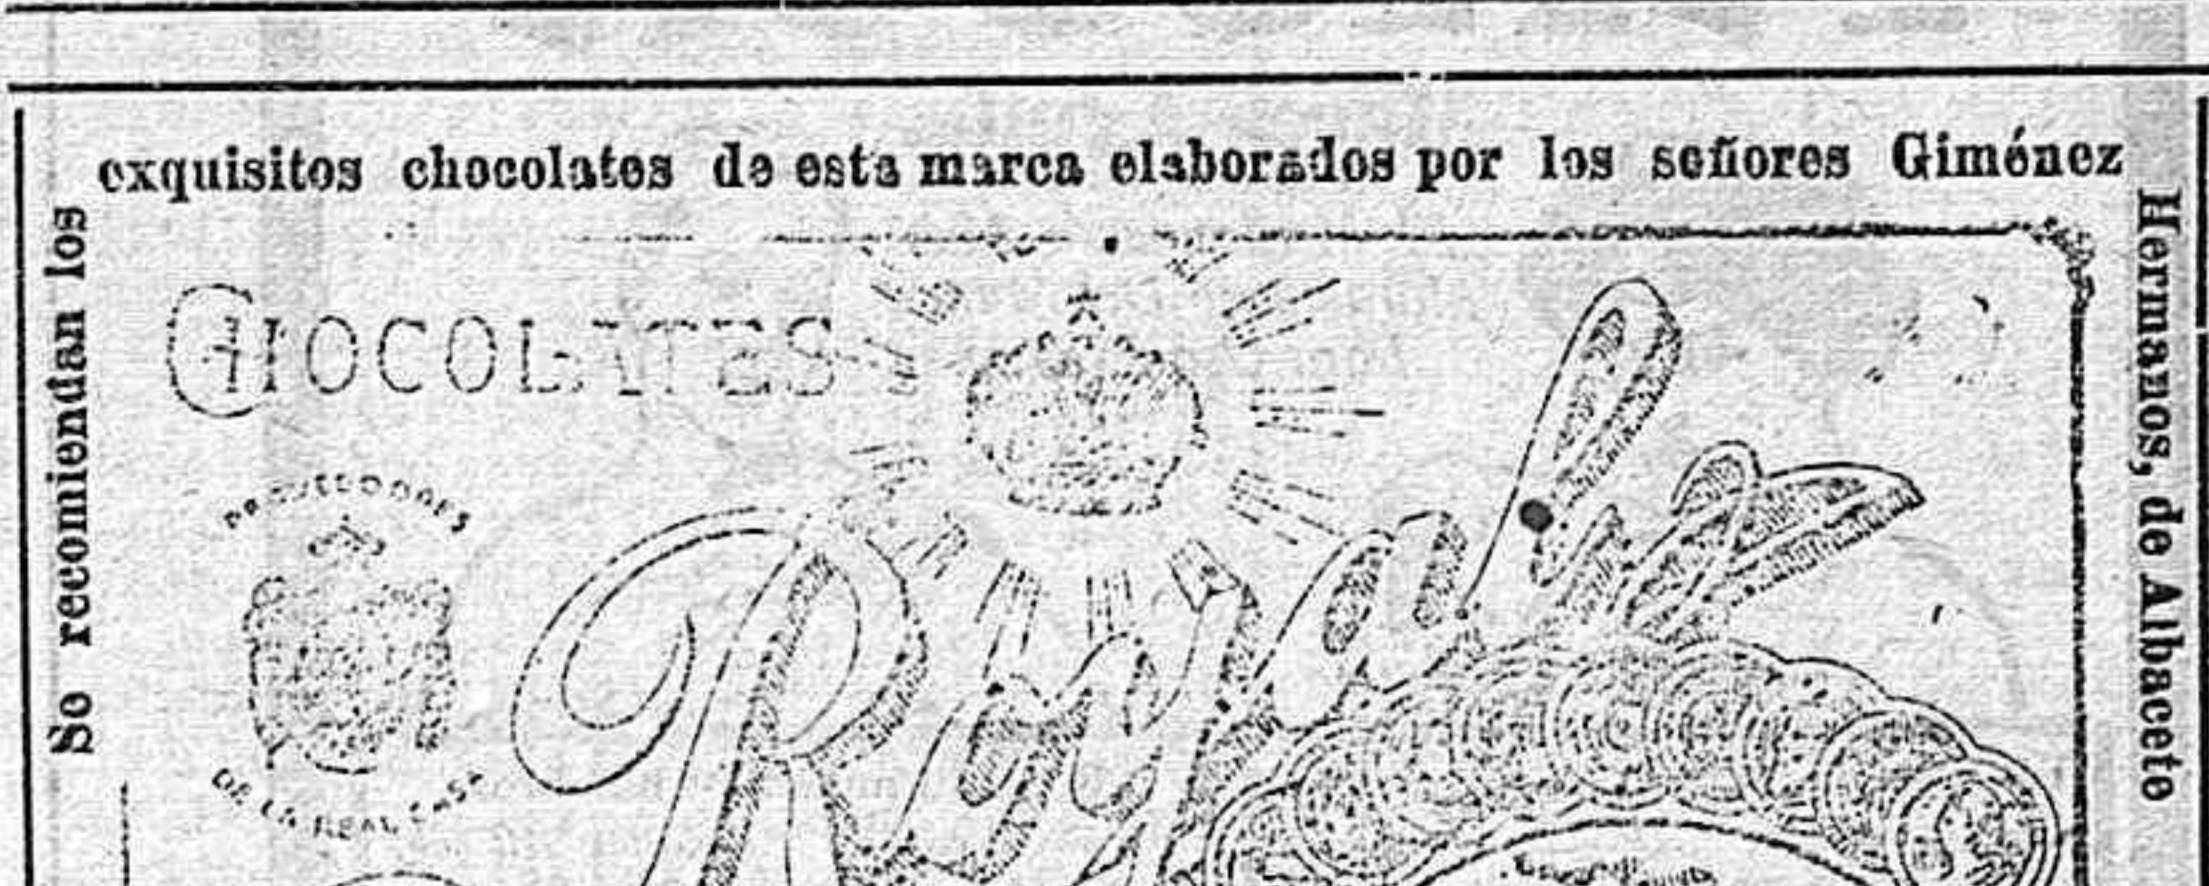 Se recomiendan los
exquisitos chocolates de esta marca elaborados por los señores Giménez
Hermanos, de Albacete
CHOCOLATES
PROVEEDORES
DE LA REAL CASA
Royal